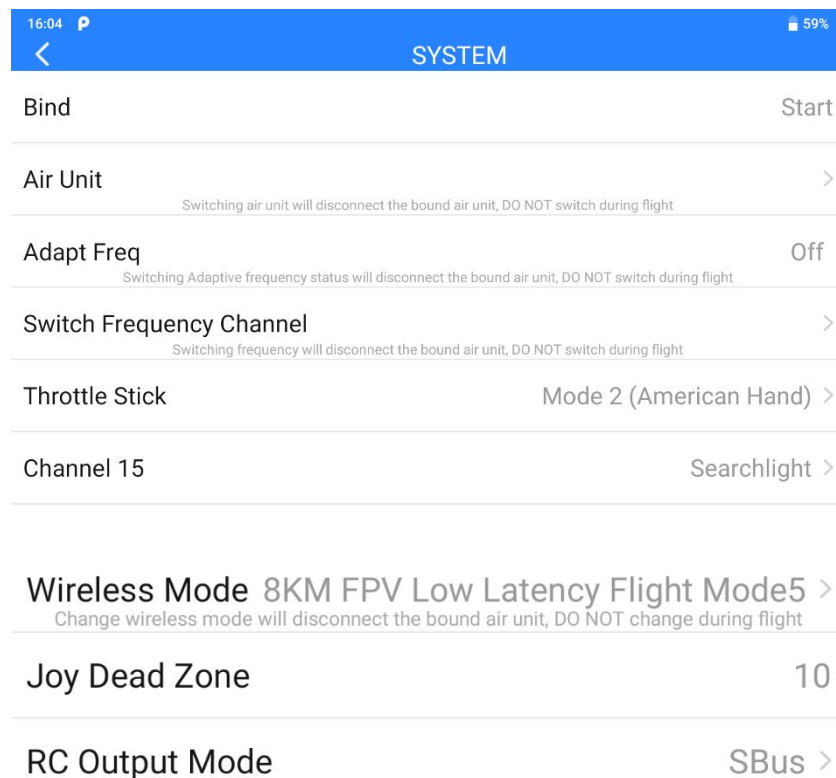 16:04 59%
SYSTEM
Bind Start
Air Unit
Switching air unit will disconnect the bound air unit, DO NOT switch during flight
Adapt Freq Off
Switching Adaptive frequency status will disconnect the bound air unit, DO NOT switch during flight
Switch Frequency Channel
Switching frequency will disconnect the bound air unit, DO NOT switch during flight
Throttle Stick Mode 2 (American Hand)
Channel 15 Searchlight
Wireless Mode 8KM FPV Low Latency Flight Mode5
Change wireless mode will disconnect the bound air unit, DO NOT change during flight
Joy Dead Zone 10
RC Output Mode SBus